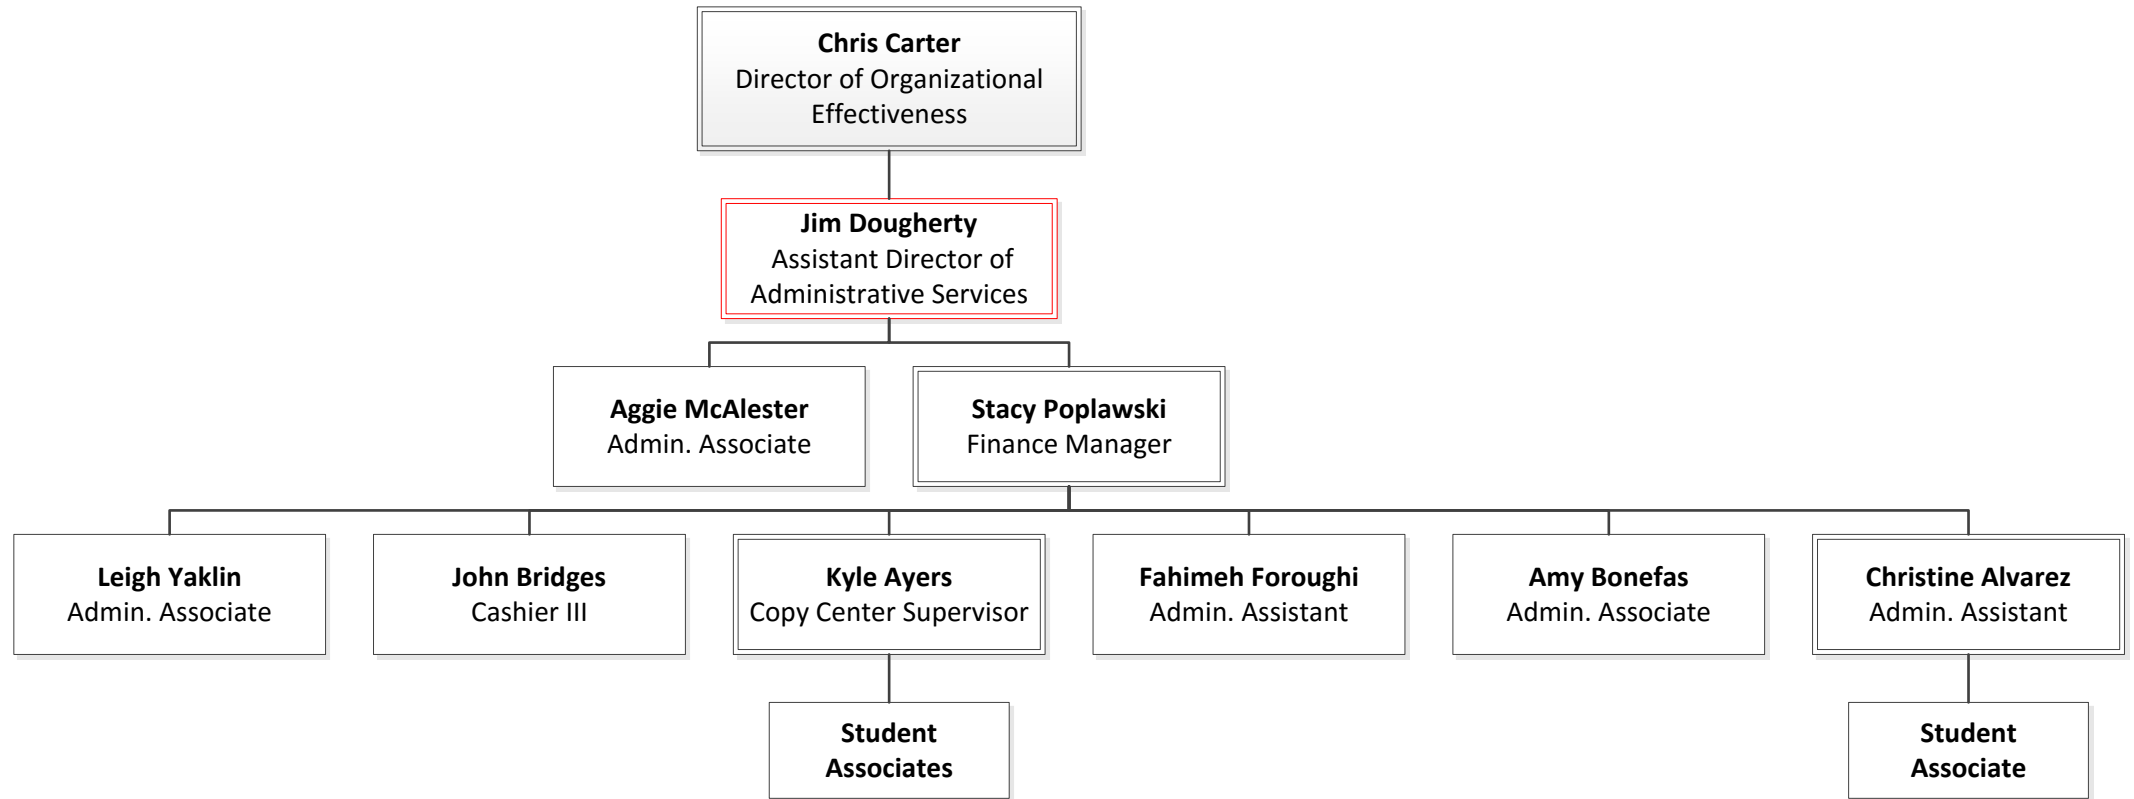 Chris Carter
Director of Organizational
Effectiveness
Jim Dougherty
Assistant Director of
Administrative Services
Aggie McAlester
Admin. Associate
Stacy Poplawski
Finance Manager
Leigh Yaklin
Admin. Associate
John Bridges
Cashier III
Kyle Ayers
Copy Center Supervisor
Fahimeh Foroughi
Admin. Assistant
Amy Bonefas
Admin. Associate
Christine Alvarez
Admin. Assistant
Student
Associates
Student
Associate